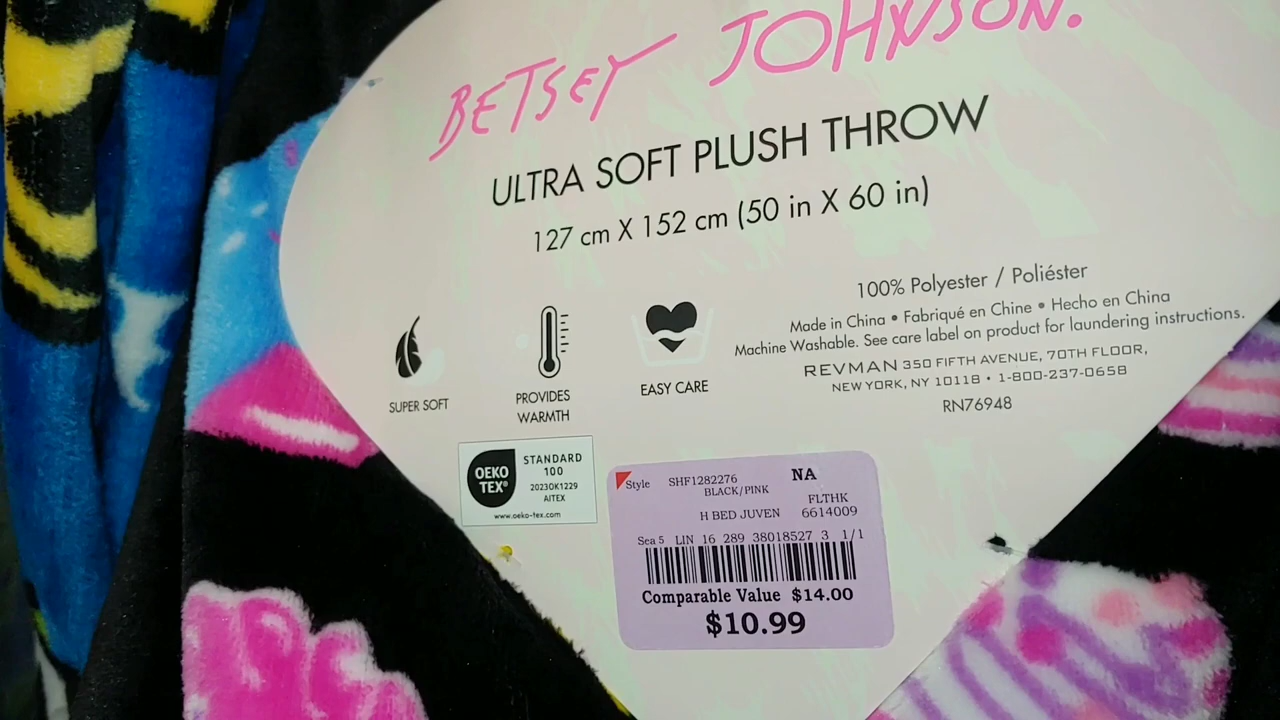 BETSEY JOHNSON.
ULTRA SOFT PLUSH THROW
127 cm X 152 cm (50 in X 60 in)
100% Polyester / Poliéster
Made in China • Fabriqué en Chine • Hecho en China
Machine Washable. See care label on product for laundering instructions.
REVMAN 350 FIFTH AVENUE, 70TH FLOOR,
NEW YORK, NY 10118 • 1-800-237-0658
RN76948
SUPER SOFT
PROVIDES
WARMTH
EASY CARE
OEKO
TEX®
STANDARD
100
2023OK1229
AITEX
www.oeko-tex.com
Style SHF1282276 NA
BLACK/PINK
FLTHK
H BED JUVEN 6614009
Sea 5 LIN 16 289 38018527 3 1/1
Comparable Value $14.00
$10.99